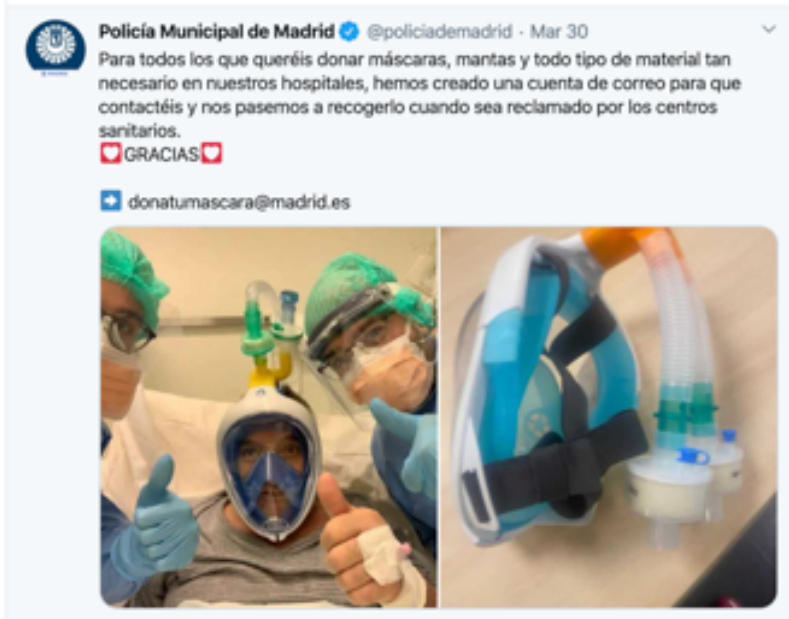 Policía Municipal de Madrid @policiademadrid · Mar 30
Para todos los que queréis donar máscaras, mantas y todo tipo de material tan
necesario en nuestros hospitales, hemos creado una cuenta de correo para que
contactéis y nos pasemos a recogerlo cuando sea reclamado por los centros
sanitarios.
GRACIAS
donatumascara@madrid.es